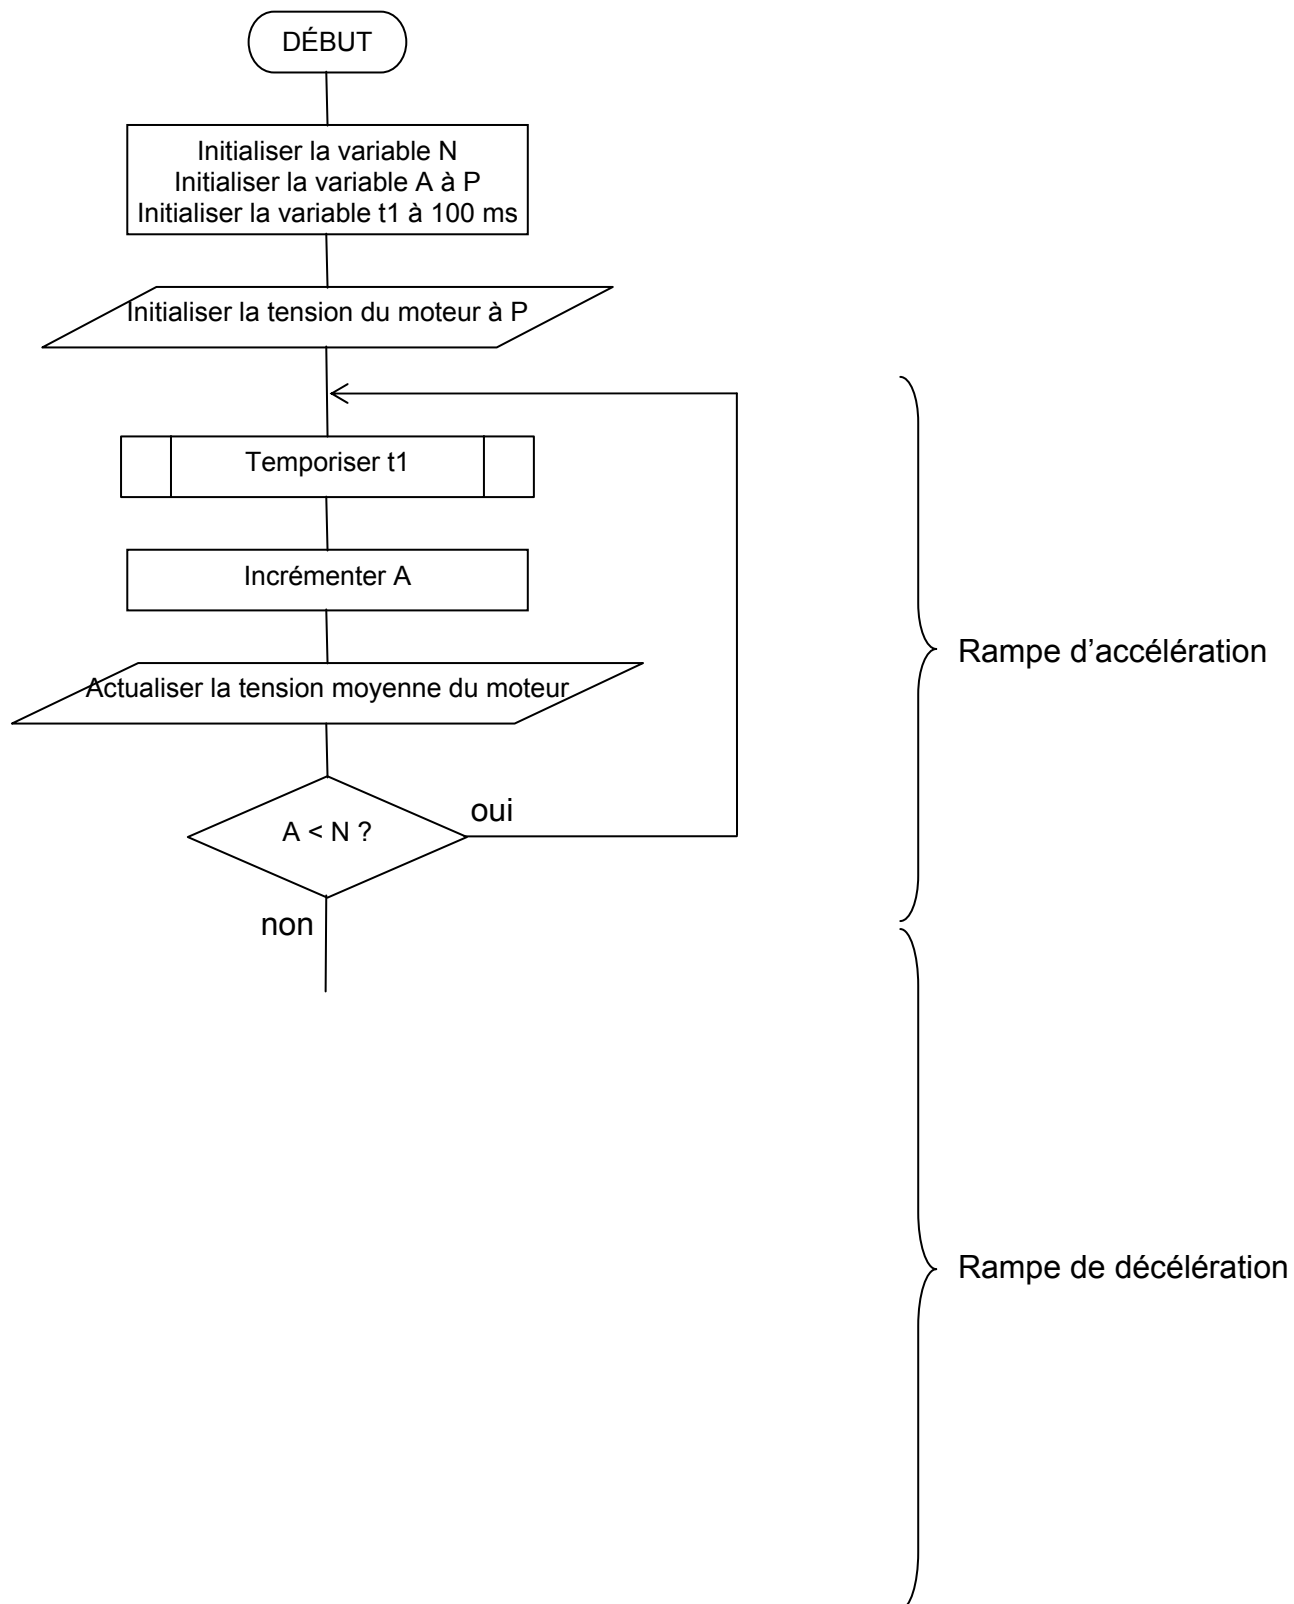 DÉBUT
Initialiser la variable N
Initialiser la variable A à P
Initialiser la variable t1 à 100 ms
Initialiser la tension du moteur à P
Temporiser t1
Incrémenter A
Rampe d’accélération
Actualiser la tension moyenne du moteur
A < N ?
oui
non
Rampe de décélération